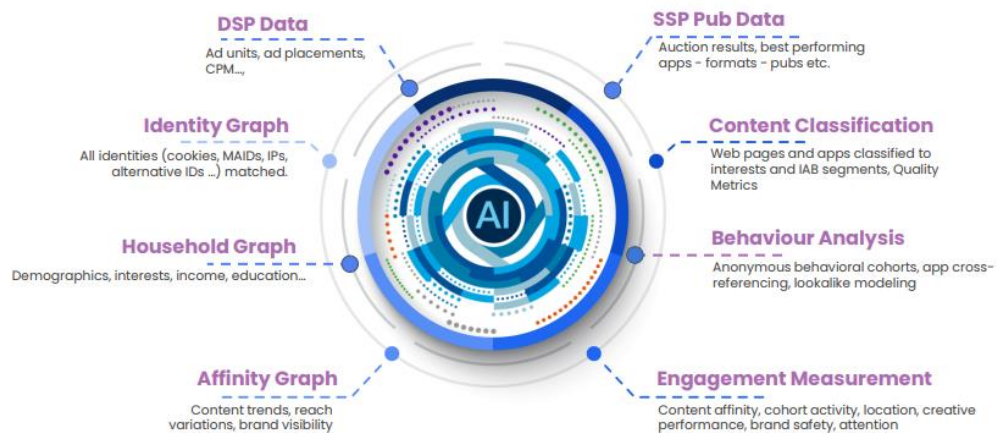 DSP Data
Ad units, ad placements,
CPM...,
SSP Pub Data
Auction results, best performing
apps - formats - pubs etc.
Identity Graph
All identities (cookies, MAIDs, IPs,
alternative IDs ...) matched.
Content Classification
Web pages and apps classified to
interests and IAB segments, Quality
Metrics
AI
Household Graph
Demographics, interests, income, education...
Behaviour Analysis
Anonymous behavioral cohorts, app cross-
referencing, lookalike modeling
Affinity Graph
Content trends, reach
variations, brand visibility
Engagement Measurement
Content affinity, cohort activity, location, creative
performance, brand safety, attention